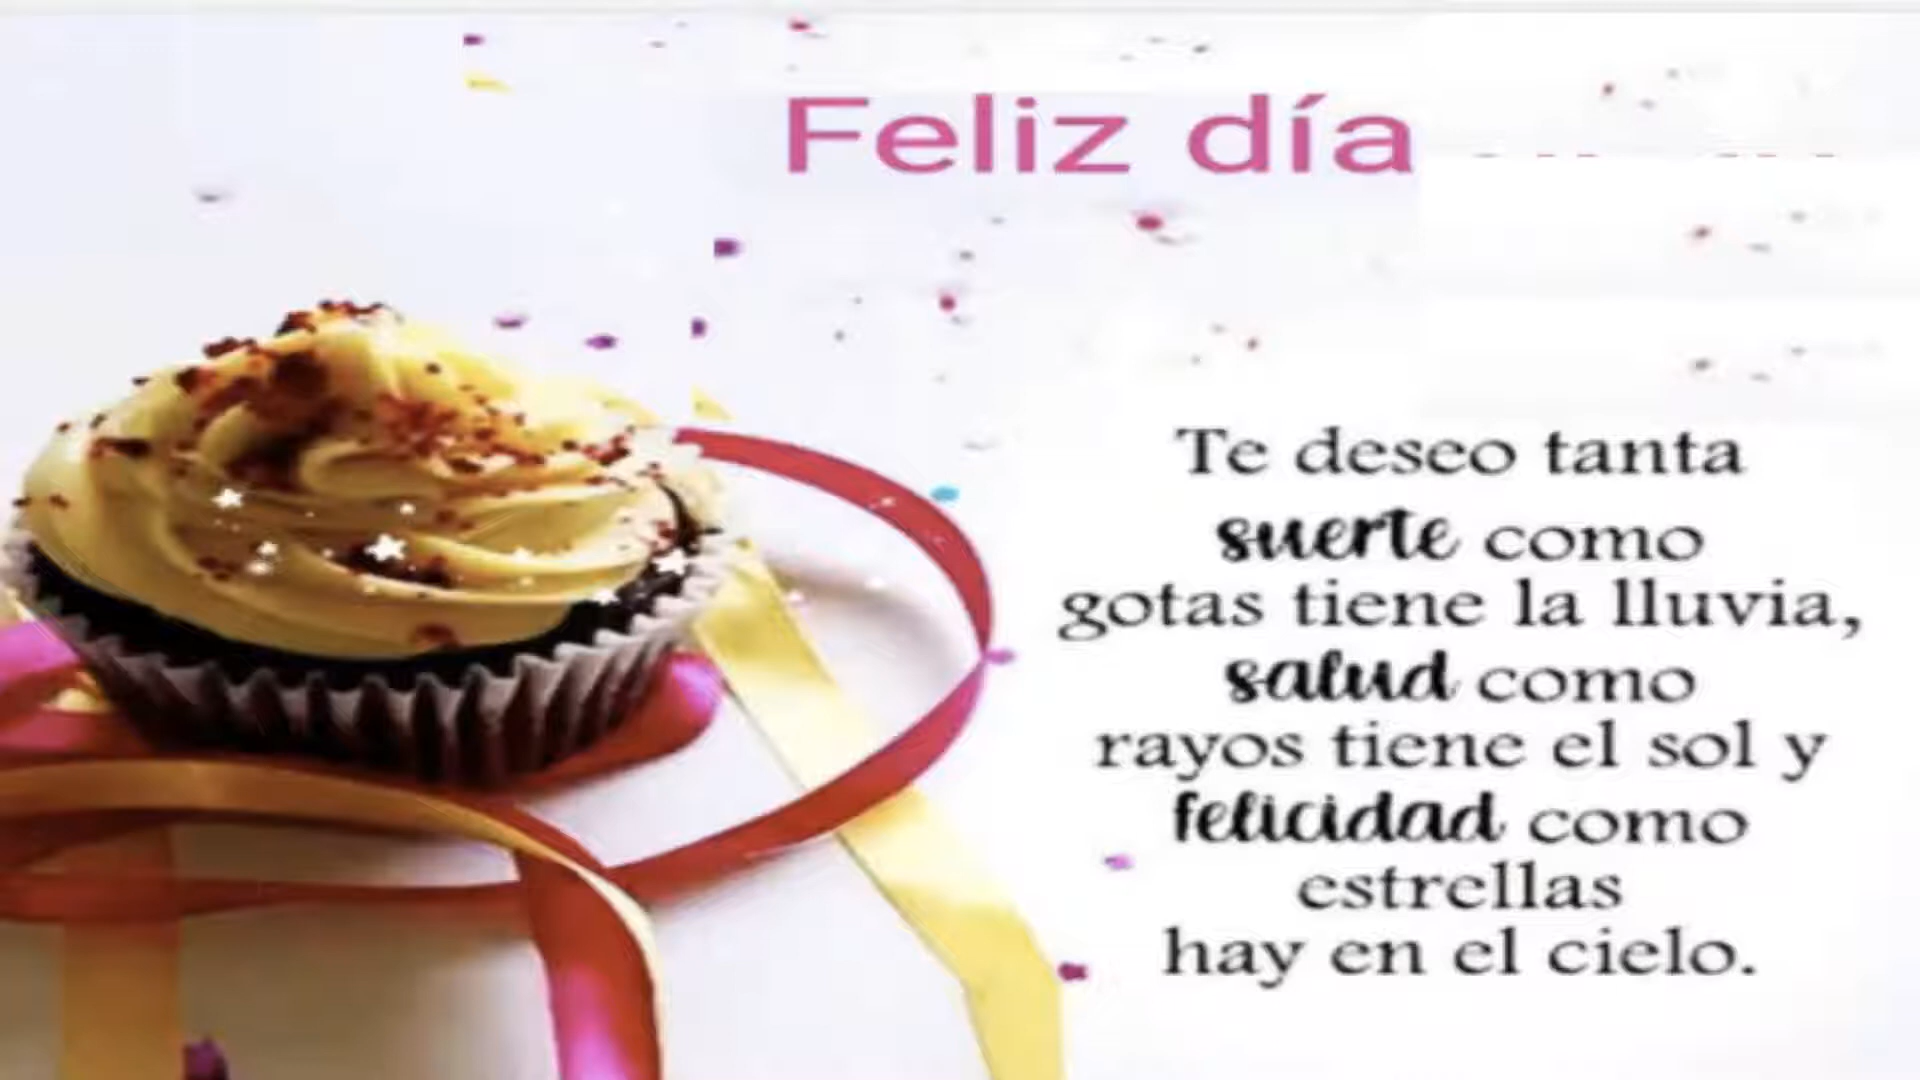 Feliz día
Te deseo tanta
suerte como
gotas tiene la lluvia,
salud como
rayos tiene el sol y
felicidad como
estrellas
hay en el cielo.